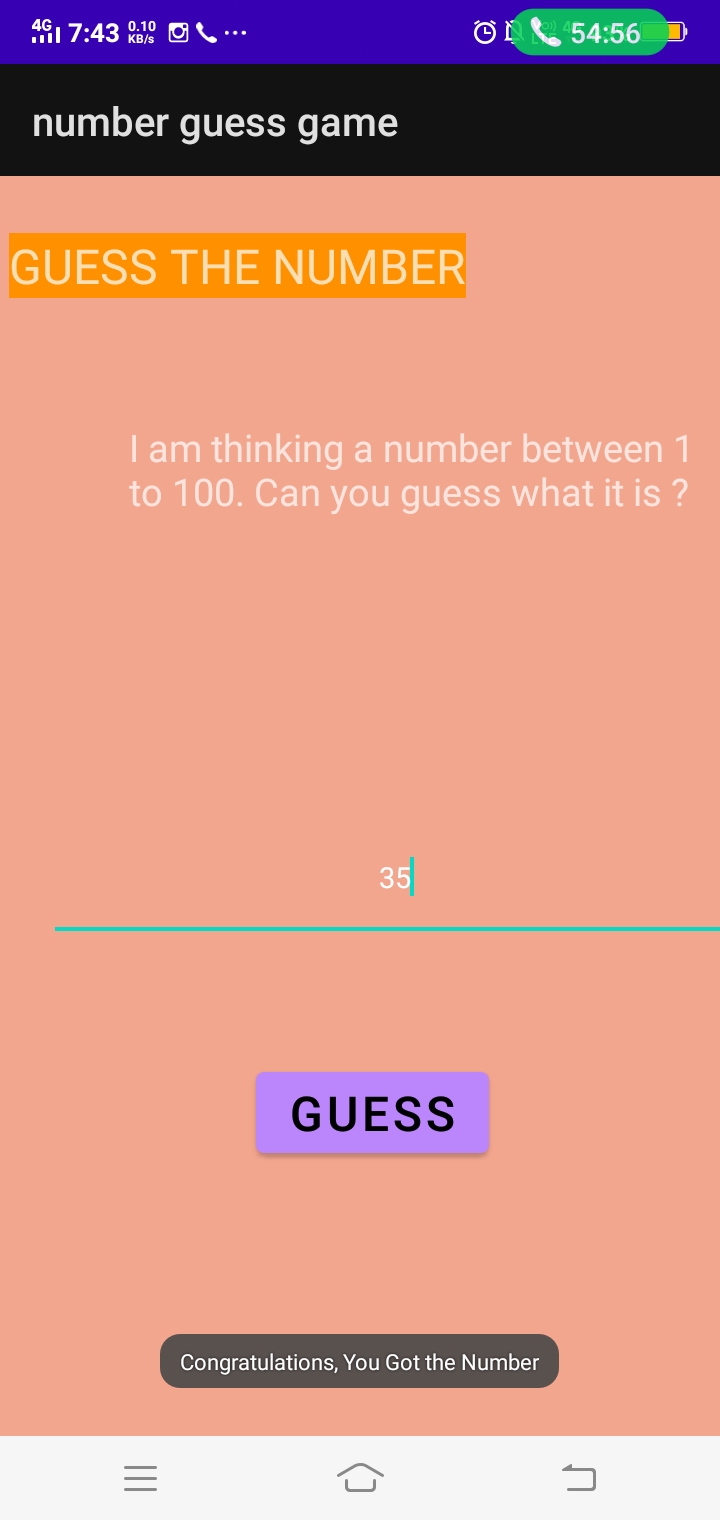 4G 7:43 0.10 KB/s ... 54:56
number guess game
GUESS THE NUMBER
I am thinking a number between 1
to 100. Can you guess what it is ?
35
GUESS
Congratulations, You Got the Number